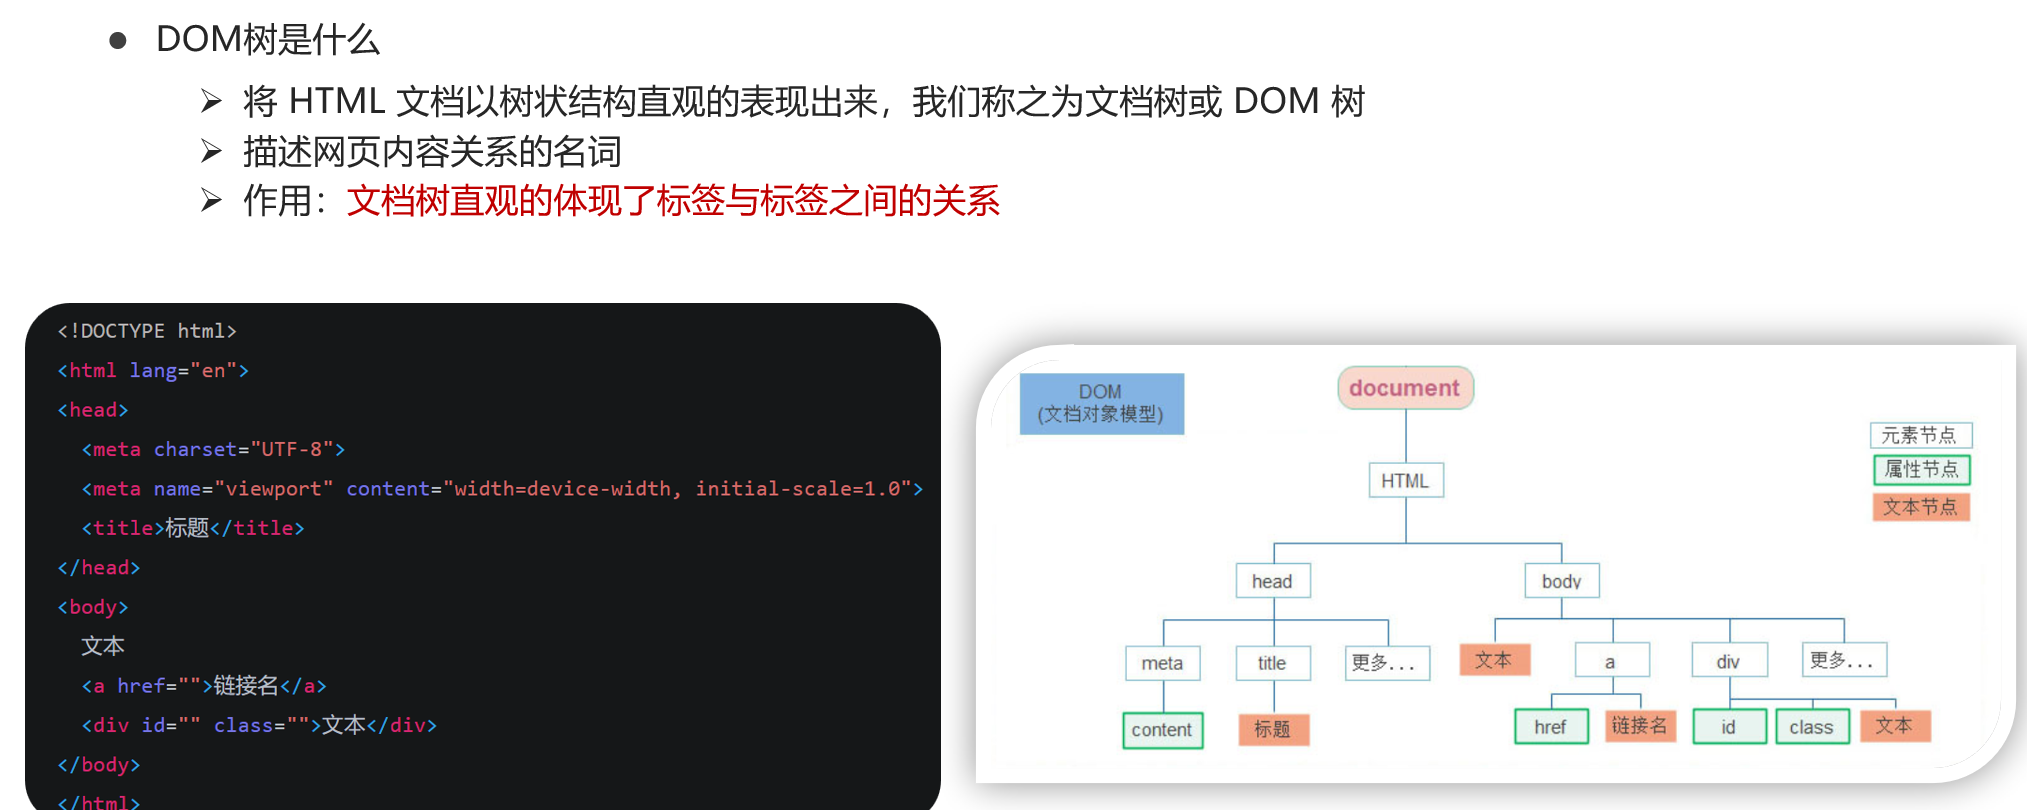 ● DOM树是什么
➢ 将 HTML 文档以树状结构直观的表现出来，我们称之为文档树或 DOM 树
➢ 描述网页内容关系的名词
➢ 作用：文档树直观的体现了标签与标签之间的关系
<!DOCTYPE html>
<html lang="en">
<head>
<meta charset="UTF-8">
<meta name="viewport" content="width=device-width, initial-scale=1.0">
<title>标题</title>
</head>
<body>
文本
<a href="">链接名</a>
<div id="" class="">文本</div>
</body>
</html>
DOM
(文档对象模型)
document
元素节点
属性节点
文本节点
HTML
head body
meta title 更多... 文本 a div 更多...
content 标题 href 链接名 id class 文本